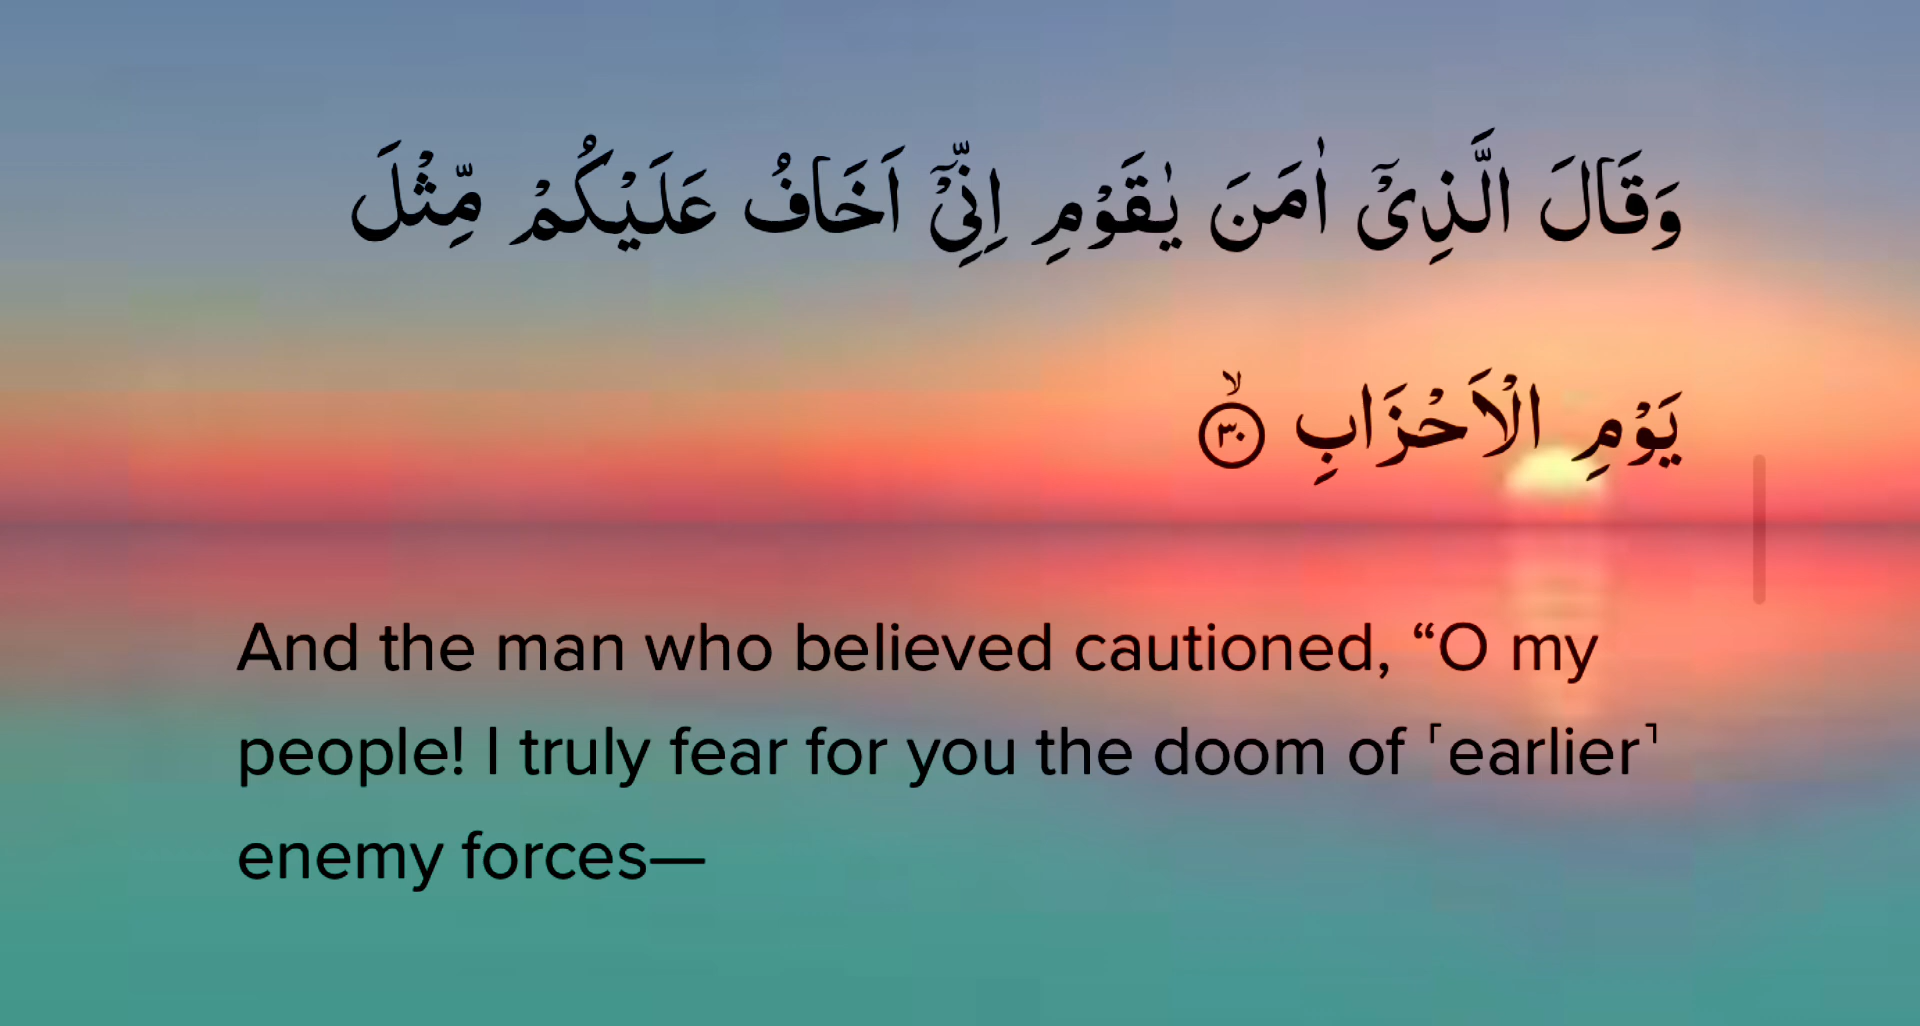 وَقَالَ الَّذِىْۤ اٰمَنَ يٰقَوْمِ اِنِّىْۤ اَخَافُ عَلَيْكُمْ مِّثْلَ
يَوْمِ الْاَحْزَابِ ۙ‏ ٣٠
And the man who believed cautioned, “O my
people! I truly fear for you the doom of ˹earlier˺
enemy forces—